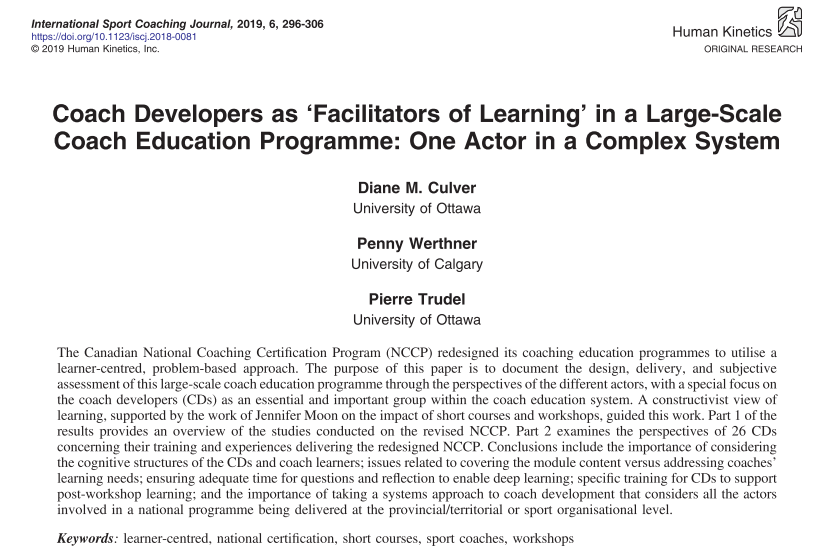 International Sport Coaching Journal, 2019, 6, 296-306
https://doi.org/10.1123/iscj.2018-0081
© 2019 Human Kinetics, Inc.
Human Kinetics
ORIGINAL RESEARCH
Coach Developers as ‘Facilitators of Learning’ in a Large-Scale
Coach Education Programme: One Actor in a Complex System
Diane M. Culver
University of Ottawa
Penny Werthner
University of Calgary
Pierre Trudel
University of Ottawa
The Canadian National Coaching Certification Program (NCCP) redesigned its coaching education programmes to utilise a
learner-centred, problem-based approach. The purpose of this paper is to document the design, delivery, and subjective
assessment of this large-scale coach education programme through the perspectives of the different actors, with a special focus on
the coach developers (CDs) as an essential and important group within the coach education system. A constructivist view of
learning, supported by the work of Jennifer Moon on the impact of short courses and workshops, guided this work. Part 1 of the
results provides an overview of the studies conducted on the revised NCCP. Part 2 examines the perspectives of 26 CDs
concerning their training and experiences delivering the redesigned NCCP. Conclusions include the importance of considering
the cognitive structures of the CDs and coach learners; issues related to covering the module content versus addressing coaches’
learning needs; ensuring adequate time for questions and reflection to enable deep learning; specific training for CDs to support
post-workshop learning; and the importance of taking a systems approach to coach development that considers all the actors
involved in a national programme being delivered at the provincial/territorial or sport organisational level.
Keywords: learner-centred, national certification, short courses, sport coaches, workshops